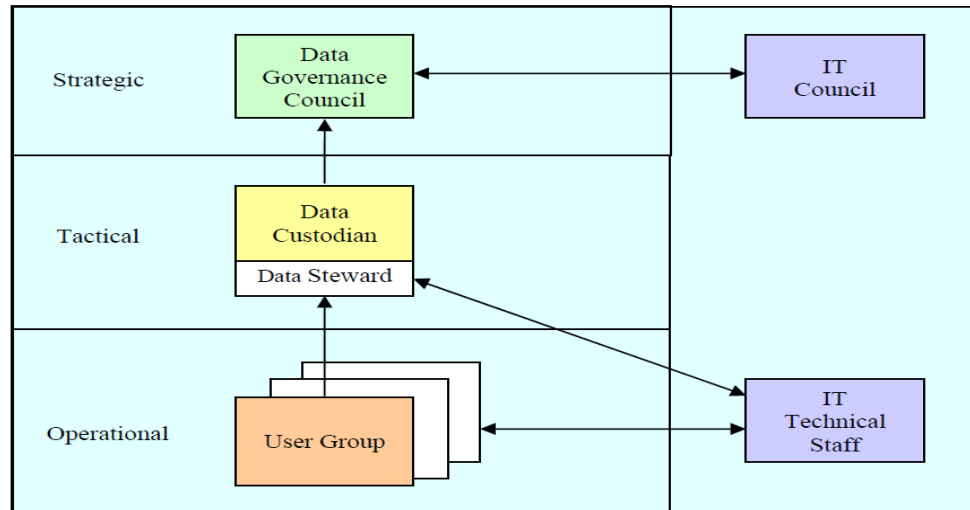 Strategic
Data
Governance
Council
IT
Council
Tactical
Data
Custodian
Data Steward
Operational
User Group
IT
Technical
Staff